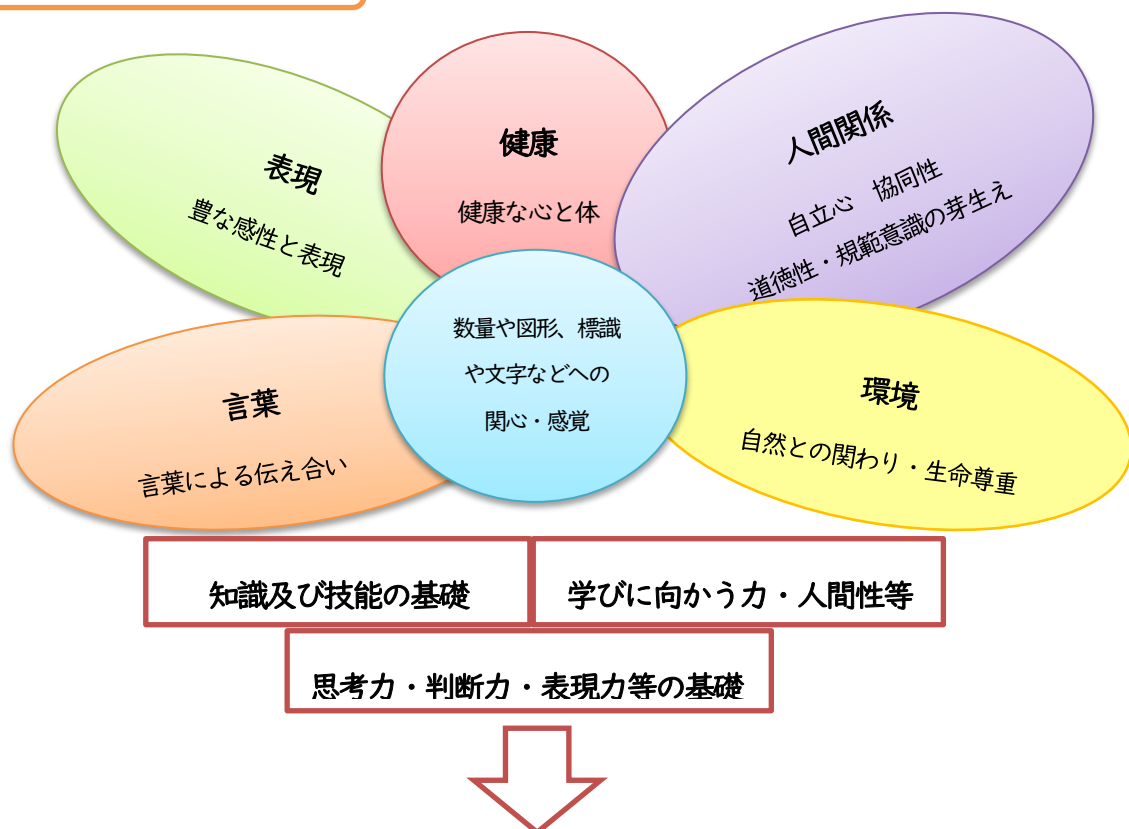 表現
豊な感性と表現
健康
健康な心と体
人間関係
自立心　協同性
道徳性・規範意識の芽生え
数量や図形、標識
や文字などへの
関心・感覚
言葉
言葉による伝え合い
環境
自然との関わり・生命尊重
知識及び技能の基礎
学びに向かう力・人間性等
思考力・判断力・表現力等の基礎